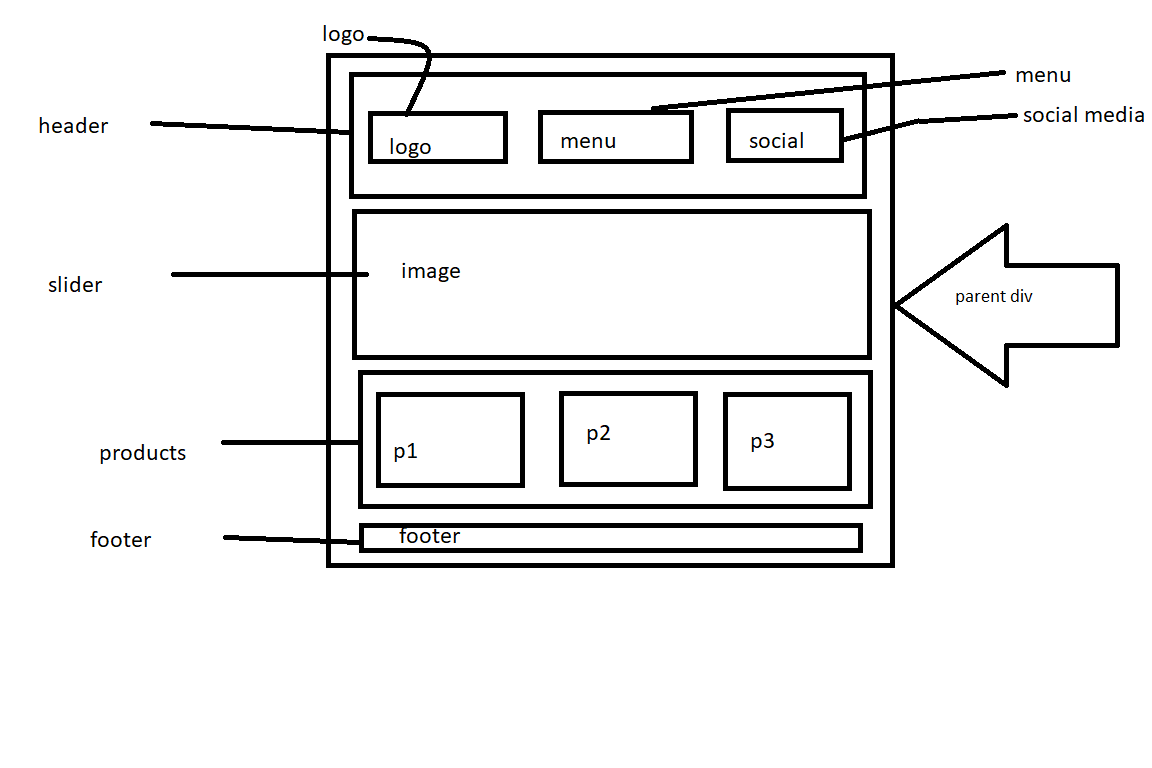 logo
menu
social media
header
logo
menu
social
slider
image
parent div
products
p1
p2
p3
footer
footer